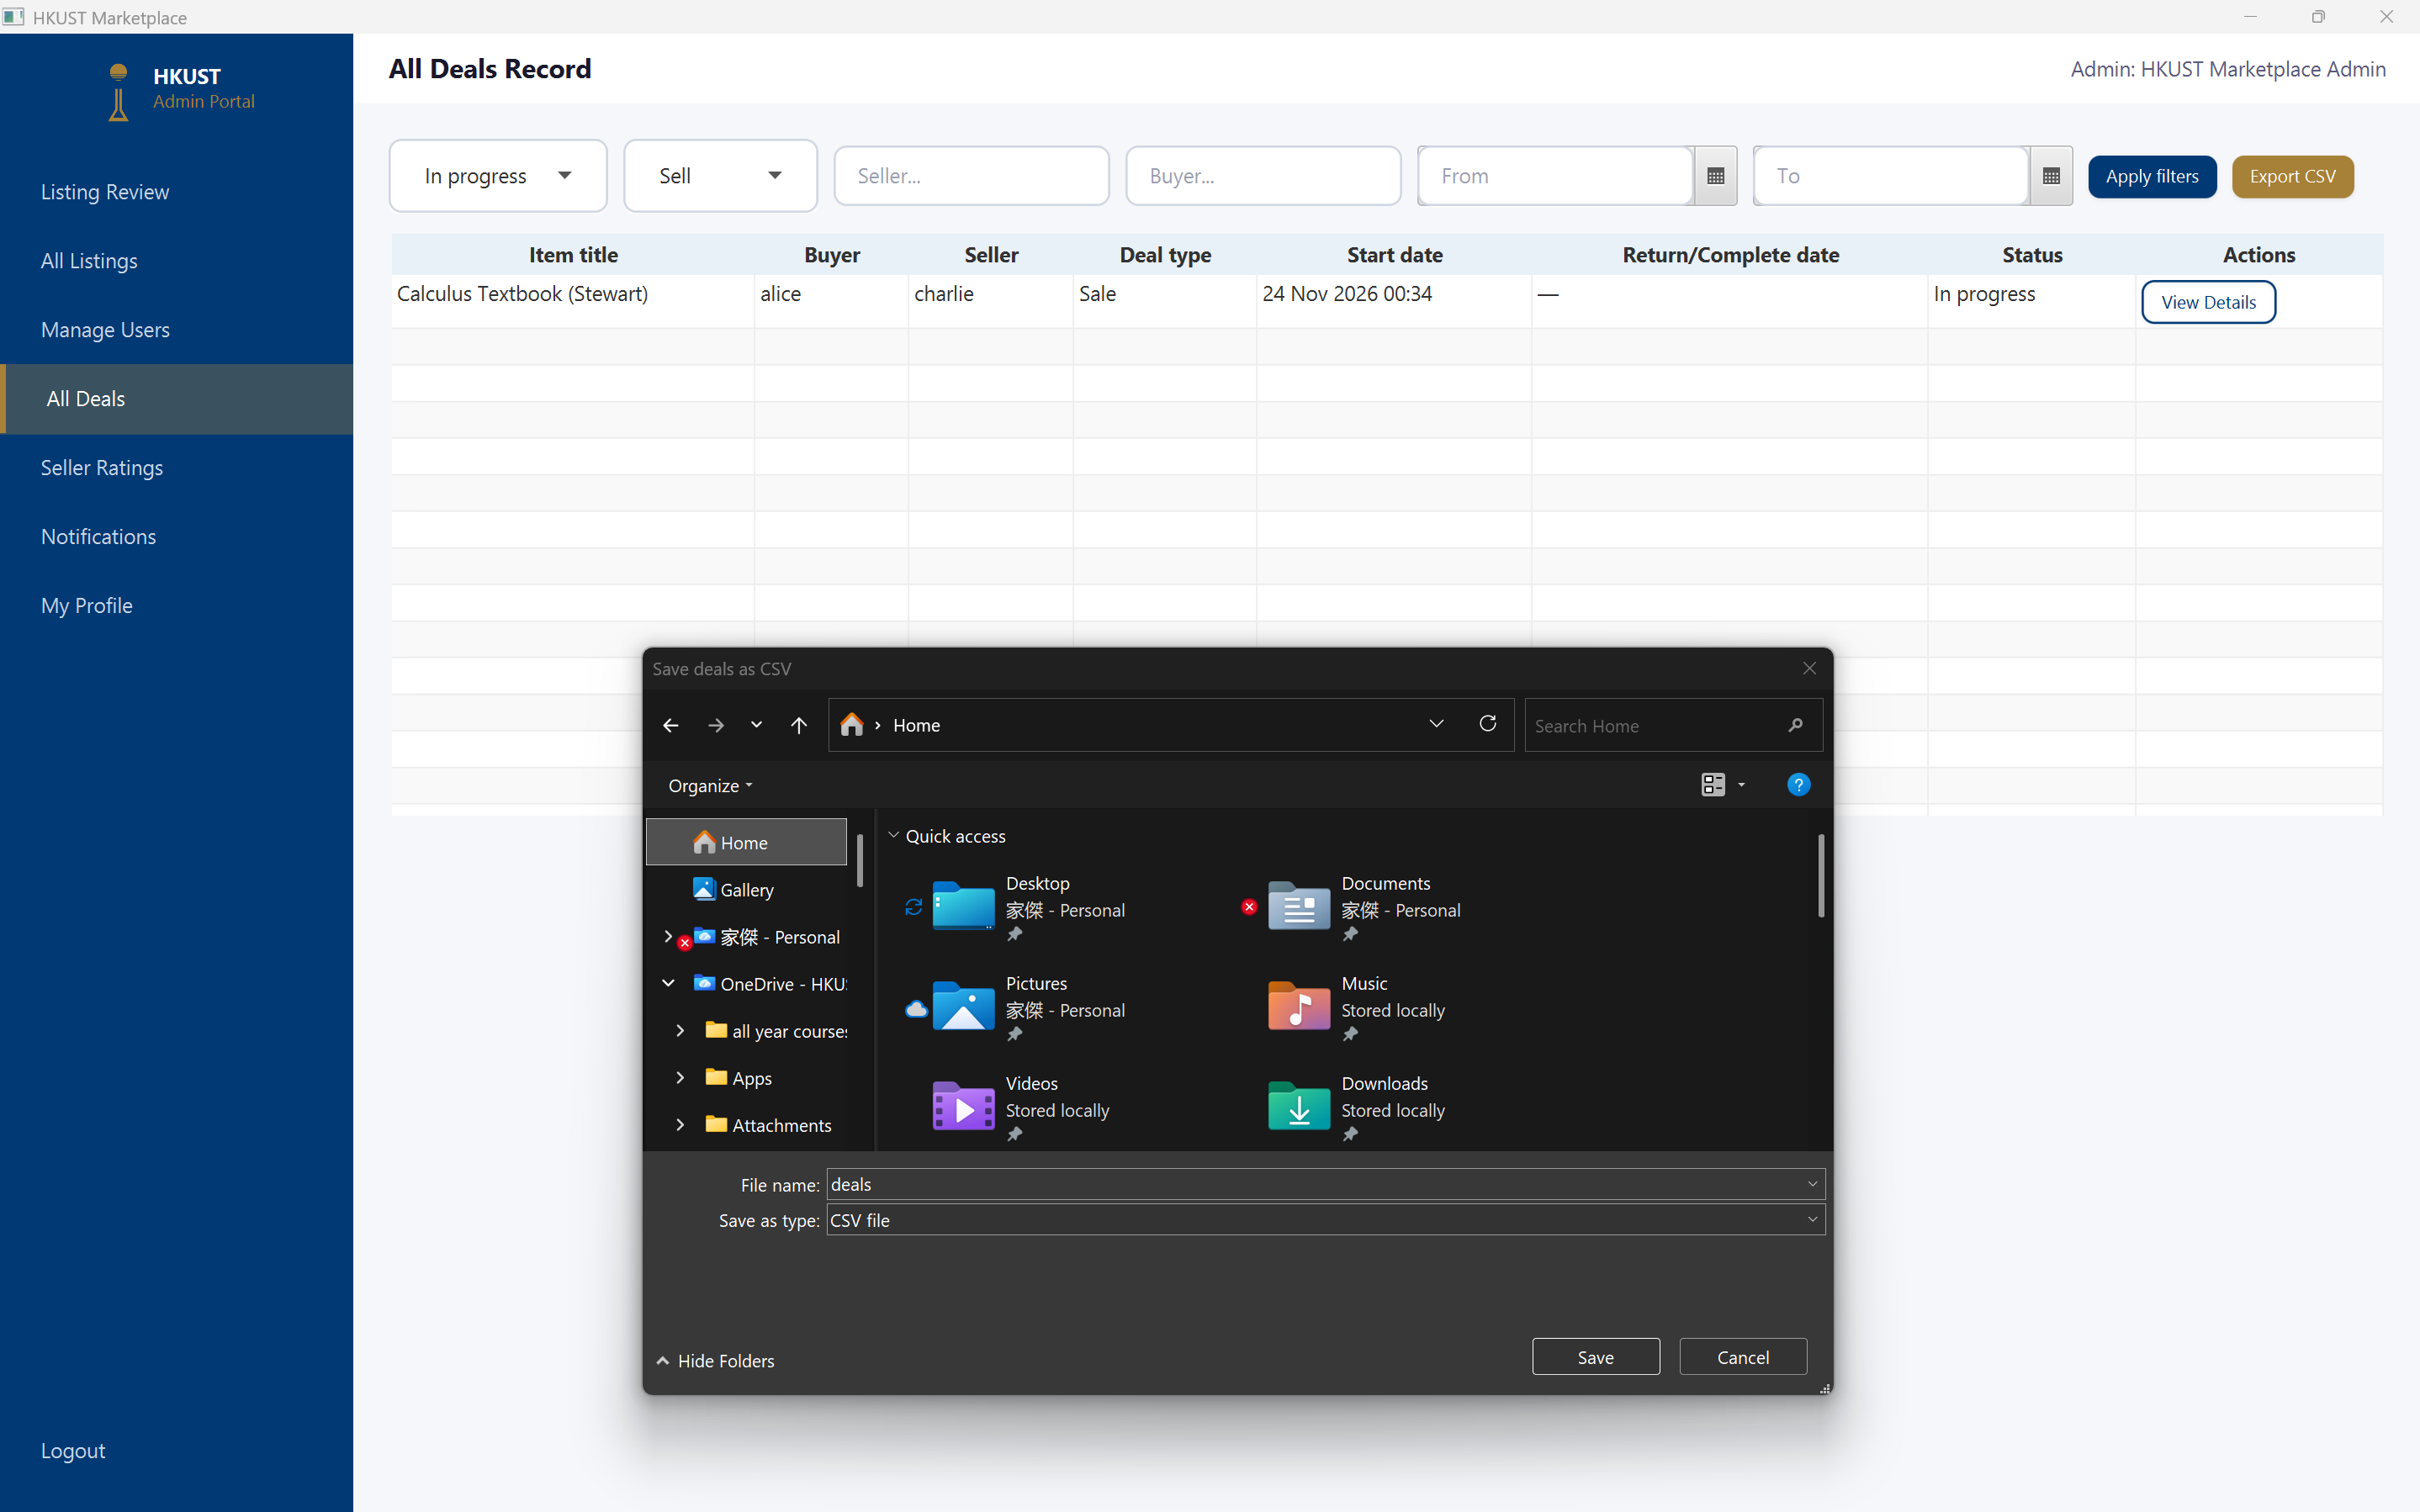 HKUST Marketplace
HKUST
Admin Portal
Listing Review
All Listings
Manage Users
All Deals
Seller Ratings
Notifications
My Profile
Logout
All Deals Record
Admin: HKUST Marketplace Admin
In progress
Sell
Seller...
Buyer...
From
To
Apply filters
Export CSV
Item title Buyer Seller Deal type Start date Return/Complete date Status Actions
Calculus Textbook (Stewart) alice charlie Sale 24 Nov 2026 00:34 — In progress View Details
Save deals as CSV
Home
Search Home
Organize
Home
Gallery
家傑 - Personal
OneDrive - HKU
all year courses
Apps
Attachments
Quick access
Desktop
家傑 - Personal
Documents
家傑 - Personal
Pictures
家傑 - Personal
Music
Stored locally
Videos
Stored locally
Downloads
Stored locally
File name: deals
Save as type: CSV file
Hide Folders
Save
Cancel